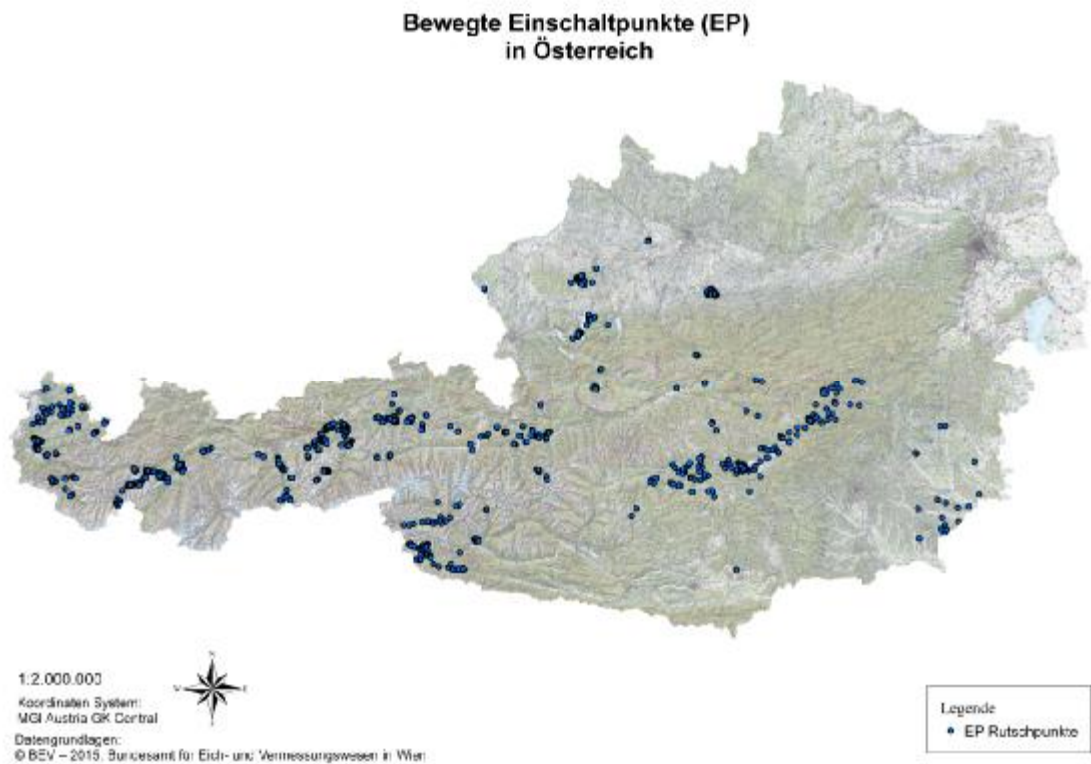 Bewegte Einschaltpunkte (EP)
in Österreich
N
W
E
S
1:2.000.000
Koordinaten System:
MGI Austria GK Central
Datengrundlagen:
© BEV – 2015, Bundesamt für Eich- und Vermessungswesen in Wien
Legende
EP Rutschpunkte